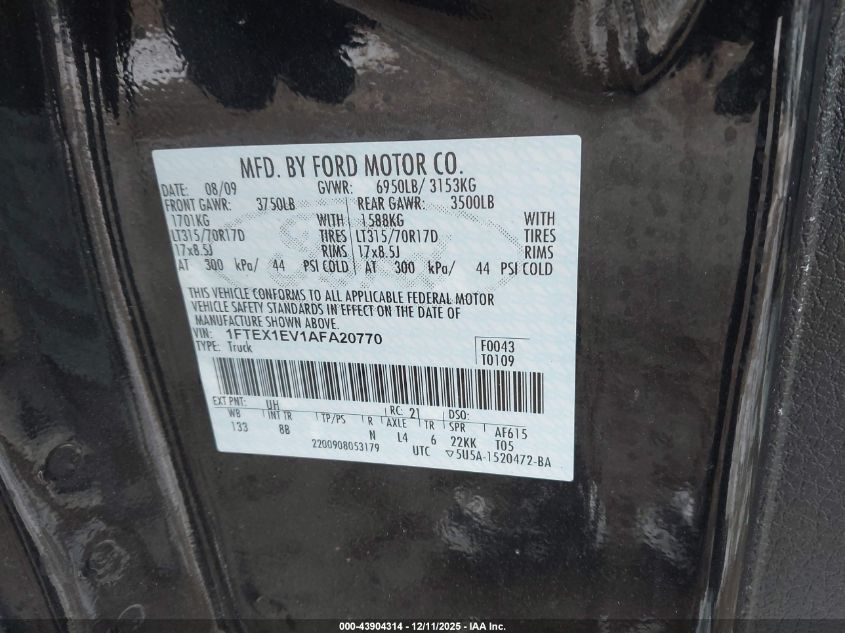 MFD. BY FORD MOTOR CO.
DATE: 08/09 GVWR: 6950LB/ 3153KG
FRONT GAWR: 3750LB REAR GAWR: 3500LB
1701KG WITH 1588KG WITH
LT315/70R17D TIRES LT315/70R17D TIRES
17x8.5J RIMS 17x8.5J RIMS
AT 300 kPa/ 44 PSI COLD AT 300 kPa/ 44 PSI COLD
THIS VEHICLE CONFORMS TO ALL APPLICABLE FEDERAL MOTOR
VEHICLE SAFETY STANDARDS IN EFFECT ON THE DATE OF
MANUFACTURE SHOWN ABOVE.
VIN: 1FTEX1EV1AFA20770 F0043
TYPE: Truck T0109
EXT PNT: UH RC: 21 DSO:
WB INT TR TP/PS R AXLE TR SPR AF615
133 8B N L4 6 22KK T05
2200908053179 UTC ▽5U5A-1520472-BA
000-43904314 - 12/11/2025 - IAA Inc.